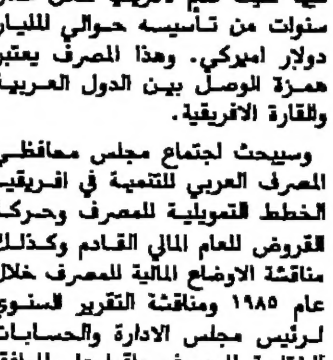 سنوات من تأسيسه حوالي المليار
دولار اميركي. وهذا المصرف يعتبر
همزة الوصل بين الدول العربية
والقارة الافريقية.
وسيبحث اجتماع مجلس محافظي
المصرف العربي للتنمية في افريقيا
الخطط التمويلية للمصرف وحركة
القروض للعام المالي القادم وكذلك
مناقشة الاوضاع المالية للمصرف خلال
عام ١٩٨٥ ومناقشة التقرير السنوي
لرئيس مجلس الادارة والحسابات